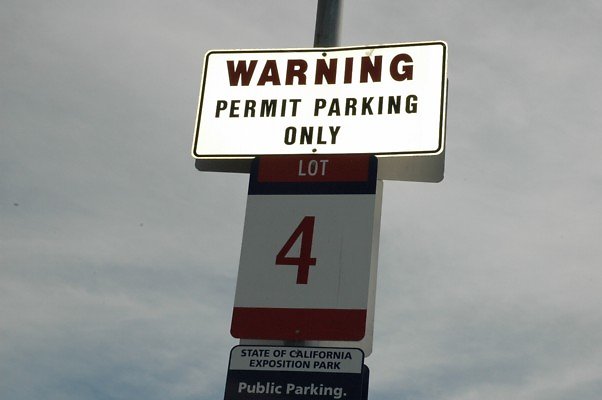 WARNING
PERMIT PARKING
ONLY
LOT
4
STATE OF CALIFORNIA
EXPOSITION PARK
Public Parking.